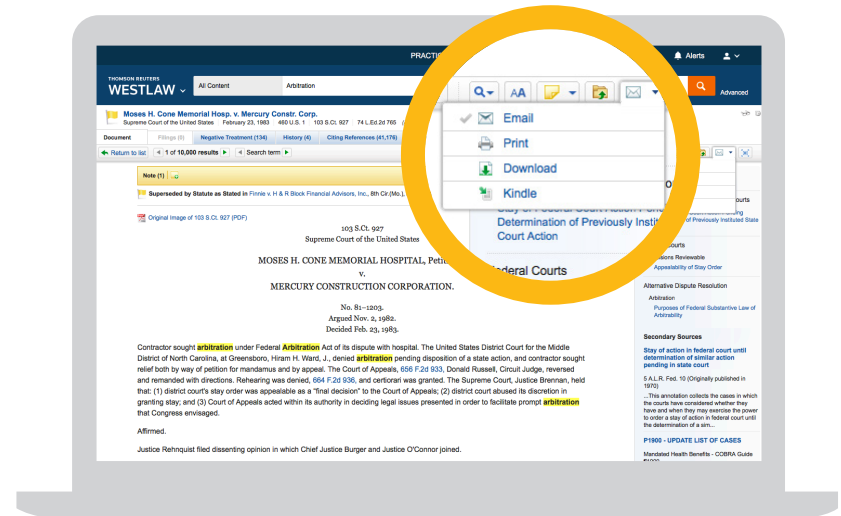 PRACTIC
Alerts
THOMSON REUTERS
WESTLAW
All Content
Arbitration
Advanced
Moses H. Cone Memorial Hosp. v. Mercury Constr. Corp.
Supreme Court of the United States February 23, 1983 460 U.S. 1 103 S.Ct. 927 74 L.Ed.2d 765
Document Filings (0) Negative Treatment (134) History (4) Citing References (41,176)
Return to list 1 of 10,000 results Search term
Note (1)
Superseded by Statute as Stated in Finnie v. H & R Block Financial Advisors, Inc., 8th Cir.(Mo.),
Original Image of 103 S.Ct. 927 (PDF)
103 S.Ct. 927
Supreme Court of the United States
MOSES H. CONE MEMORIAL HOSPITAL, Petit
v.
MERCURY CONSTRUCTION CORPORATION.
No. 81–1203.
Argued Nov. 2, 1982.
Decided Feb. 23, 1983.
Contractor sought arbitration under Federal Arbitration Act of its dispute with hospital. The United States District Court for the Middle
District of North Carolina, at Greensboro, Hiram H. Ward, J., denied arbitration pending disposition of a state action, and contractor sought
relief both by way of petition for mandamus and by appeal. The Court of Appeals, 656 F.2d 933, Donald Russell, Circuit Judge, reversed
and remanded with directions. Rehearing was denied, 664 F.2d 936, and certiorari was granted. The Supreme Court, Justice Brennan, held
that: (1) district court's stay order was appealable as a "final decision" to the Court of Appeals; (2) district court abused its discretion in
granting stay; and (3) Court of Appeals acted within its authority in deciding legal issues presented in order to facilitate prompt arbitration
that Congress envisaged.
Affirmed.
Justice Rehnquist filed dissenting opinion in which Chief Justice Burger and Justice O'Connor joined.
AA
Email
Print
Download
Kindle
Stay of Federal Court Action Pend
Determination of Previously Instit
Court Action
Federal Courts
ourts
nding
of Previously Instituted State
ourts
sions Reviewable
Appealability of Stay Order
Alternative Dispute Resolution
Arbitration
Purposes of Federal Substantive Law of
Arbitrability
Secondary Sources
Stay of action in federal court until
determination of similar action
pending in state court
5 A.L.R. Fed. 10 (Originally published in
1970)
...This annotation collects the cases in which
the courts have considered whether they
have and when they may exercise the power
to order a stay of action in federal court until
the determination of a sim...
P1900 - UPDATE LIST OF CASES
Mandated Health Benefits - COBRA Guide